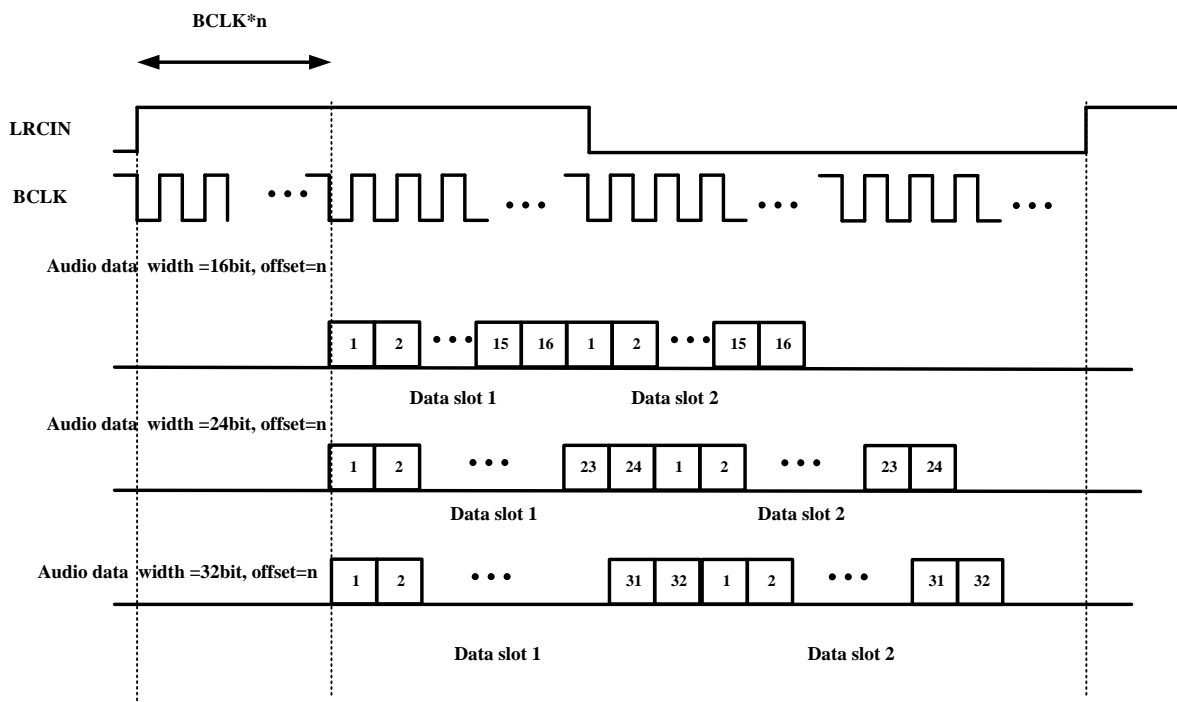 BCLK*n
LRCIN
BCLK
Audio data width =16bit, offset=n
1 2 ••• 15 16 1 2 ••• 15 16
Data slot 1 Data slot 2
Audio data width =24bit, offset=n
1 2 ••• 23 24 1 2 ••• 23 24
Data slot 1 Data slot 2
Audio data width =32bit, offset=n
1 2 ••• 31 32 1 2 ••• 31 32
Data slot 1 Data slot 2